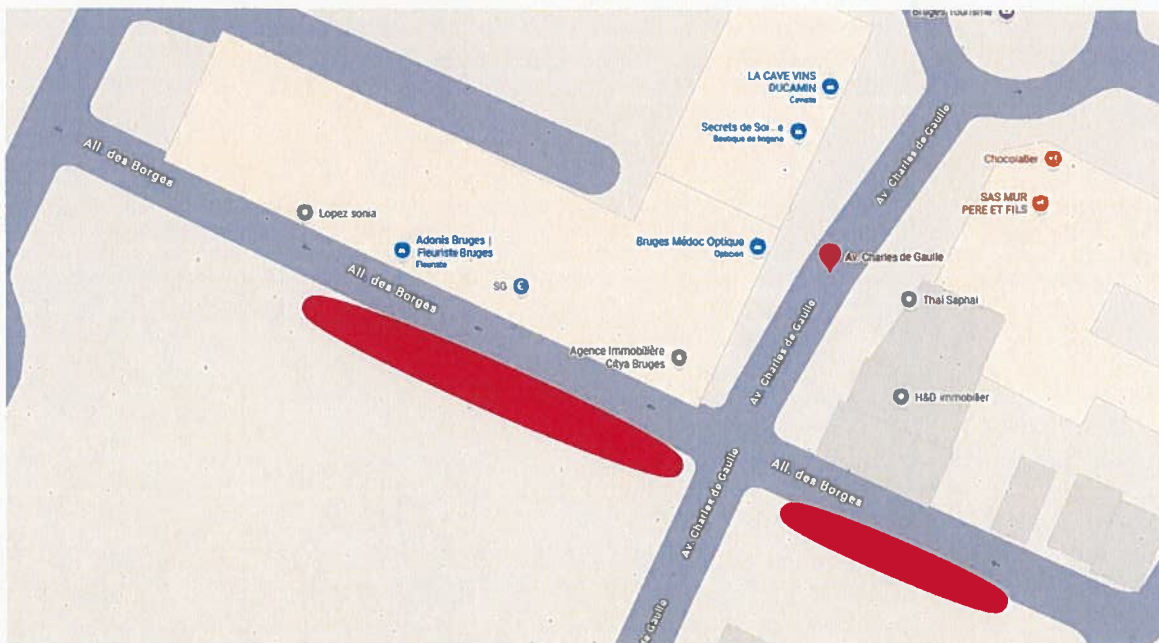 Bruges Tourisme
LA CAVE VINS
DUCAMIN
Caviste
Secrets de Soi... e
Boutique de lingerie
Av. Charles de Gaulle
Chocolatier
SAS MUR
PERE ET FILS
All. des Borges
Lopez sonia
Adonis Bruges |
Fleuriste Bruges
Fleuriste
Bruges Médoc Optique
Opticien
Av. Charles de Gaulle
SG
All. des Borges
Thai Saphai
Av. Charles de Gaulle
Agence Immobilière
Citya Bruges
H&D immobilier
All. des Borges
Av. Charles de Gaulle
de Gaulle